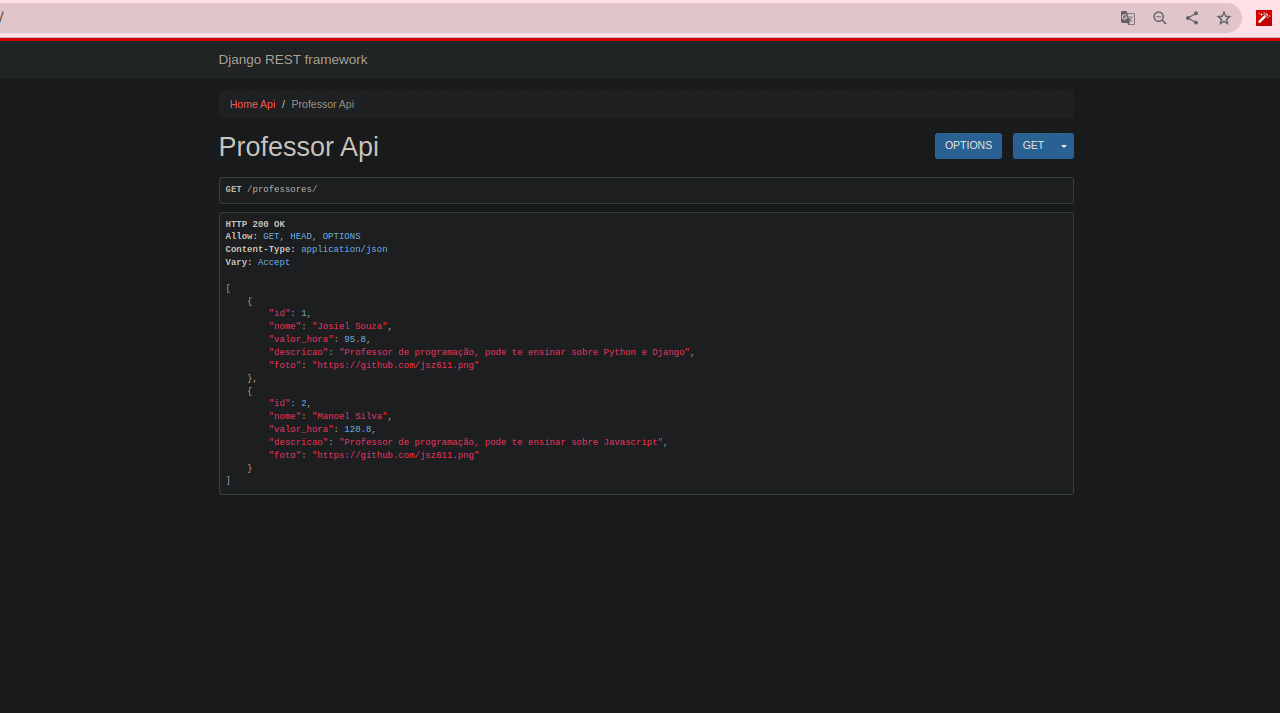 /
Django REST framework
Home Api / Professor Api
Professor Api
OPTIONS
GET
GET /professores/
HTTP 200 OK
Allow: GET, HEAD, OPTIONS
Content-Type: application/json
Vary: Accept
[
    {
        "id": 1,
        "nome": "Josiel Souza",
        "valor_hora": 95.8,
        "descricao": "Professor de programação, pode te ensinar sobre Python e Django",
        "foto": "https://github.com/jsz611.png"
    },
    {
        "id": 2,
        "nome": "Manoel Silva",
        "valor_hora": 120.8,
        "descricao": "Professor de programação, pode te ensinar sobre Javascript",
        "foto": "https://github.com/jsz611.png"
    }
]